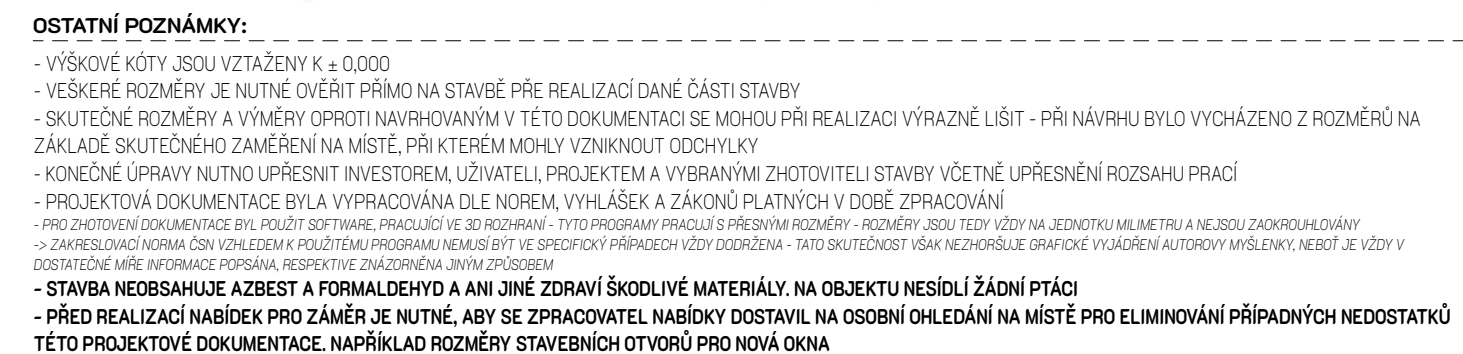 OSTATNÍ POZNÁMKY:
- VÝŠKOVÉ KÓTY JSOU VZTAŽENY K ± 0,000
- VEŠKERÉ ROZMĚRY JE NUTNÉ OVĚŘIT PŘÍMO NA STAVBĚ PŘE REALIZACÍ DANÉ ČÁSTI STAVBY
- SKUTEČNÉ ROZMĚRY A VÝMĚRY OPROTI NAVRHOVANÝM V TÉTO DOKUMENTACI SE MOHOU PŘI REALIZACI VÝRAZNĚ LIŠIT - PŘI NÁVRHU BYLO VYCHÁZENO Z ROZMĚRŮ NA
ZÁKLADĚ SKUTEČNÉHO ZAMĚŘENÍ NA MÍSTĚ, PŘI KTERÉM MOHLY VZNIKNOUT ODCHYLKY
- KONEČNÉ ÚPRAVY NUTNO UPŘESNIT INVESTOREM, UŽIVATELI, PROJEKTEM A VYBRANÝMI ZHOTOVITELI STAVBY VČETNĚ UPŘESNĚNÍ ROZSAHU PRACÍ
- PROJEKTOVÁ DOKUMENTACE BYLA VYPRACOVÁNA DLE NOREM, VYHLÁŠEK A ZÁKONŮ PLATNÝCH V DOBĚ ZPRACOVÁNÍ
- PRO ZHOTOVENÍ DOKUMENTACE BYL POUŽIT SOFTWARE, PRACUJÍCÍ VE 3D ROZHRANÍ - TYTO PROGRAMY PRACUJÍ S PŘESNÝMI ROZMĚRY - ROZMĚRY JSOU TEDY VŽDY NA JEDNOTKU MILIMETRU A NEJSOU ZAOKROUHLOVÁNY
-> ZAKRESLOVACÍ NORMA ČSN VZHLEDEM K POUŽITÉMU PROGRAMU NEMUSÍ BÝT VE SPECIFICKÝ PŘÍPADECH VŽDY DODRŽENA - TATO SKUTEČNOST VŠAK NEZHORŠUJE GRAFICKÉ VYJÁDŘENÍ AUTOROVY MYŠLENKY, NEBOŤ JE VŽDY V
DOSTATEČNÉ MÍŘE INFORMACE POPSÁNA, RESPEKTIVE ZNÁZORNĚNA JINÝM ZPŮSOBEM
- STAVBA NEOBSAHUJE AZBEST A FORMALDEHYD A ANI JINÉ ZDRAVÍ ŠKODLIVÉ MATERIÁLY. NA OBJEKTU NESÍDLÍ ŽÁDNÍ PTÁCI
- PŘED REALIZACÍ NABÍDEK PRO ZÁMĚR JE NUTNÉ, ABY SE ZPRACOVATEL NABÍDKY DOSTAVIL NA OSOBNÍ OHLEDÁNÍ NA MÍSTĚ PRO ELIMINOVÁNÍ PŘÍPADNÝCH NEDOSTATKŮ
TÉTO PROJEKTOVÉ DOKUMENTACE. NAPŘÍKLAD ROZMĚRY STAVEBNÍCH OTVORŮ PRO NOVÁ OKNA